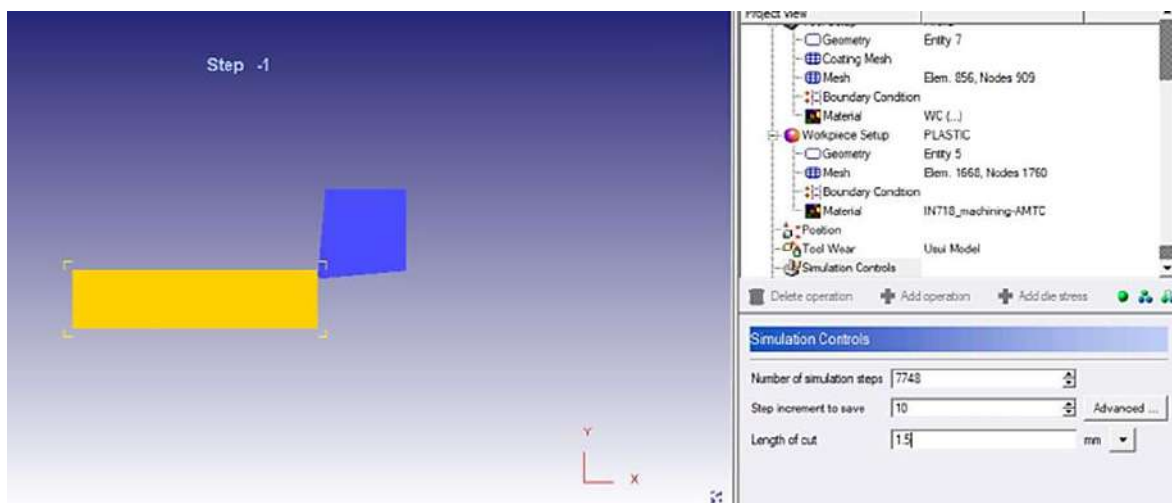 Project View
Step -1
Geometry Entity 7
Coating Mesh
Mesh Elem. 856, Nodes 909
Boundary Condtion
Material WC (...)
Workpiece Setup PLASTIC
Geometry Entity 5
Mesh Elem. 1668, Nodes 1760
Boundary Condtion
Material IN718_machining-AMTC
Position
Tool Wear Usui Model
Simulation Controls
Delete operation Add operation Add die stress
Simulation Controls
Number of simulation steps 7748
Step increment to save 10 Advanced ...
Length of cut 1.5 mm
Y
X